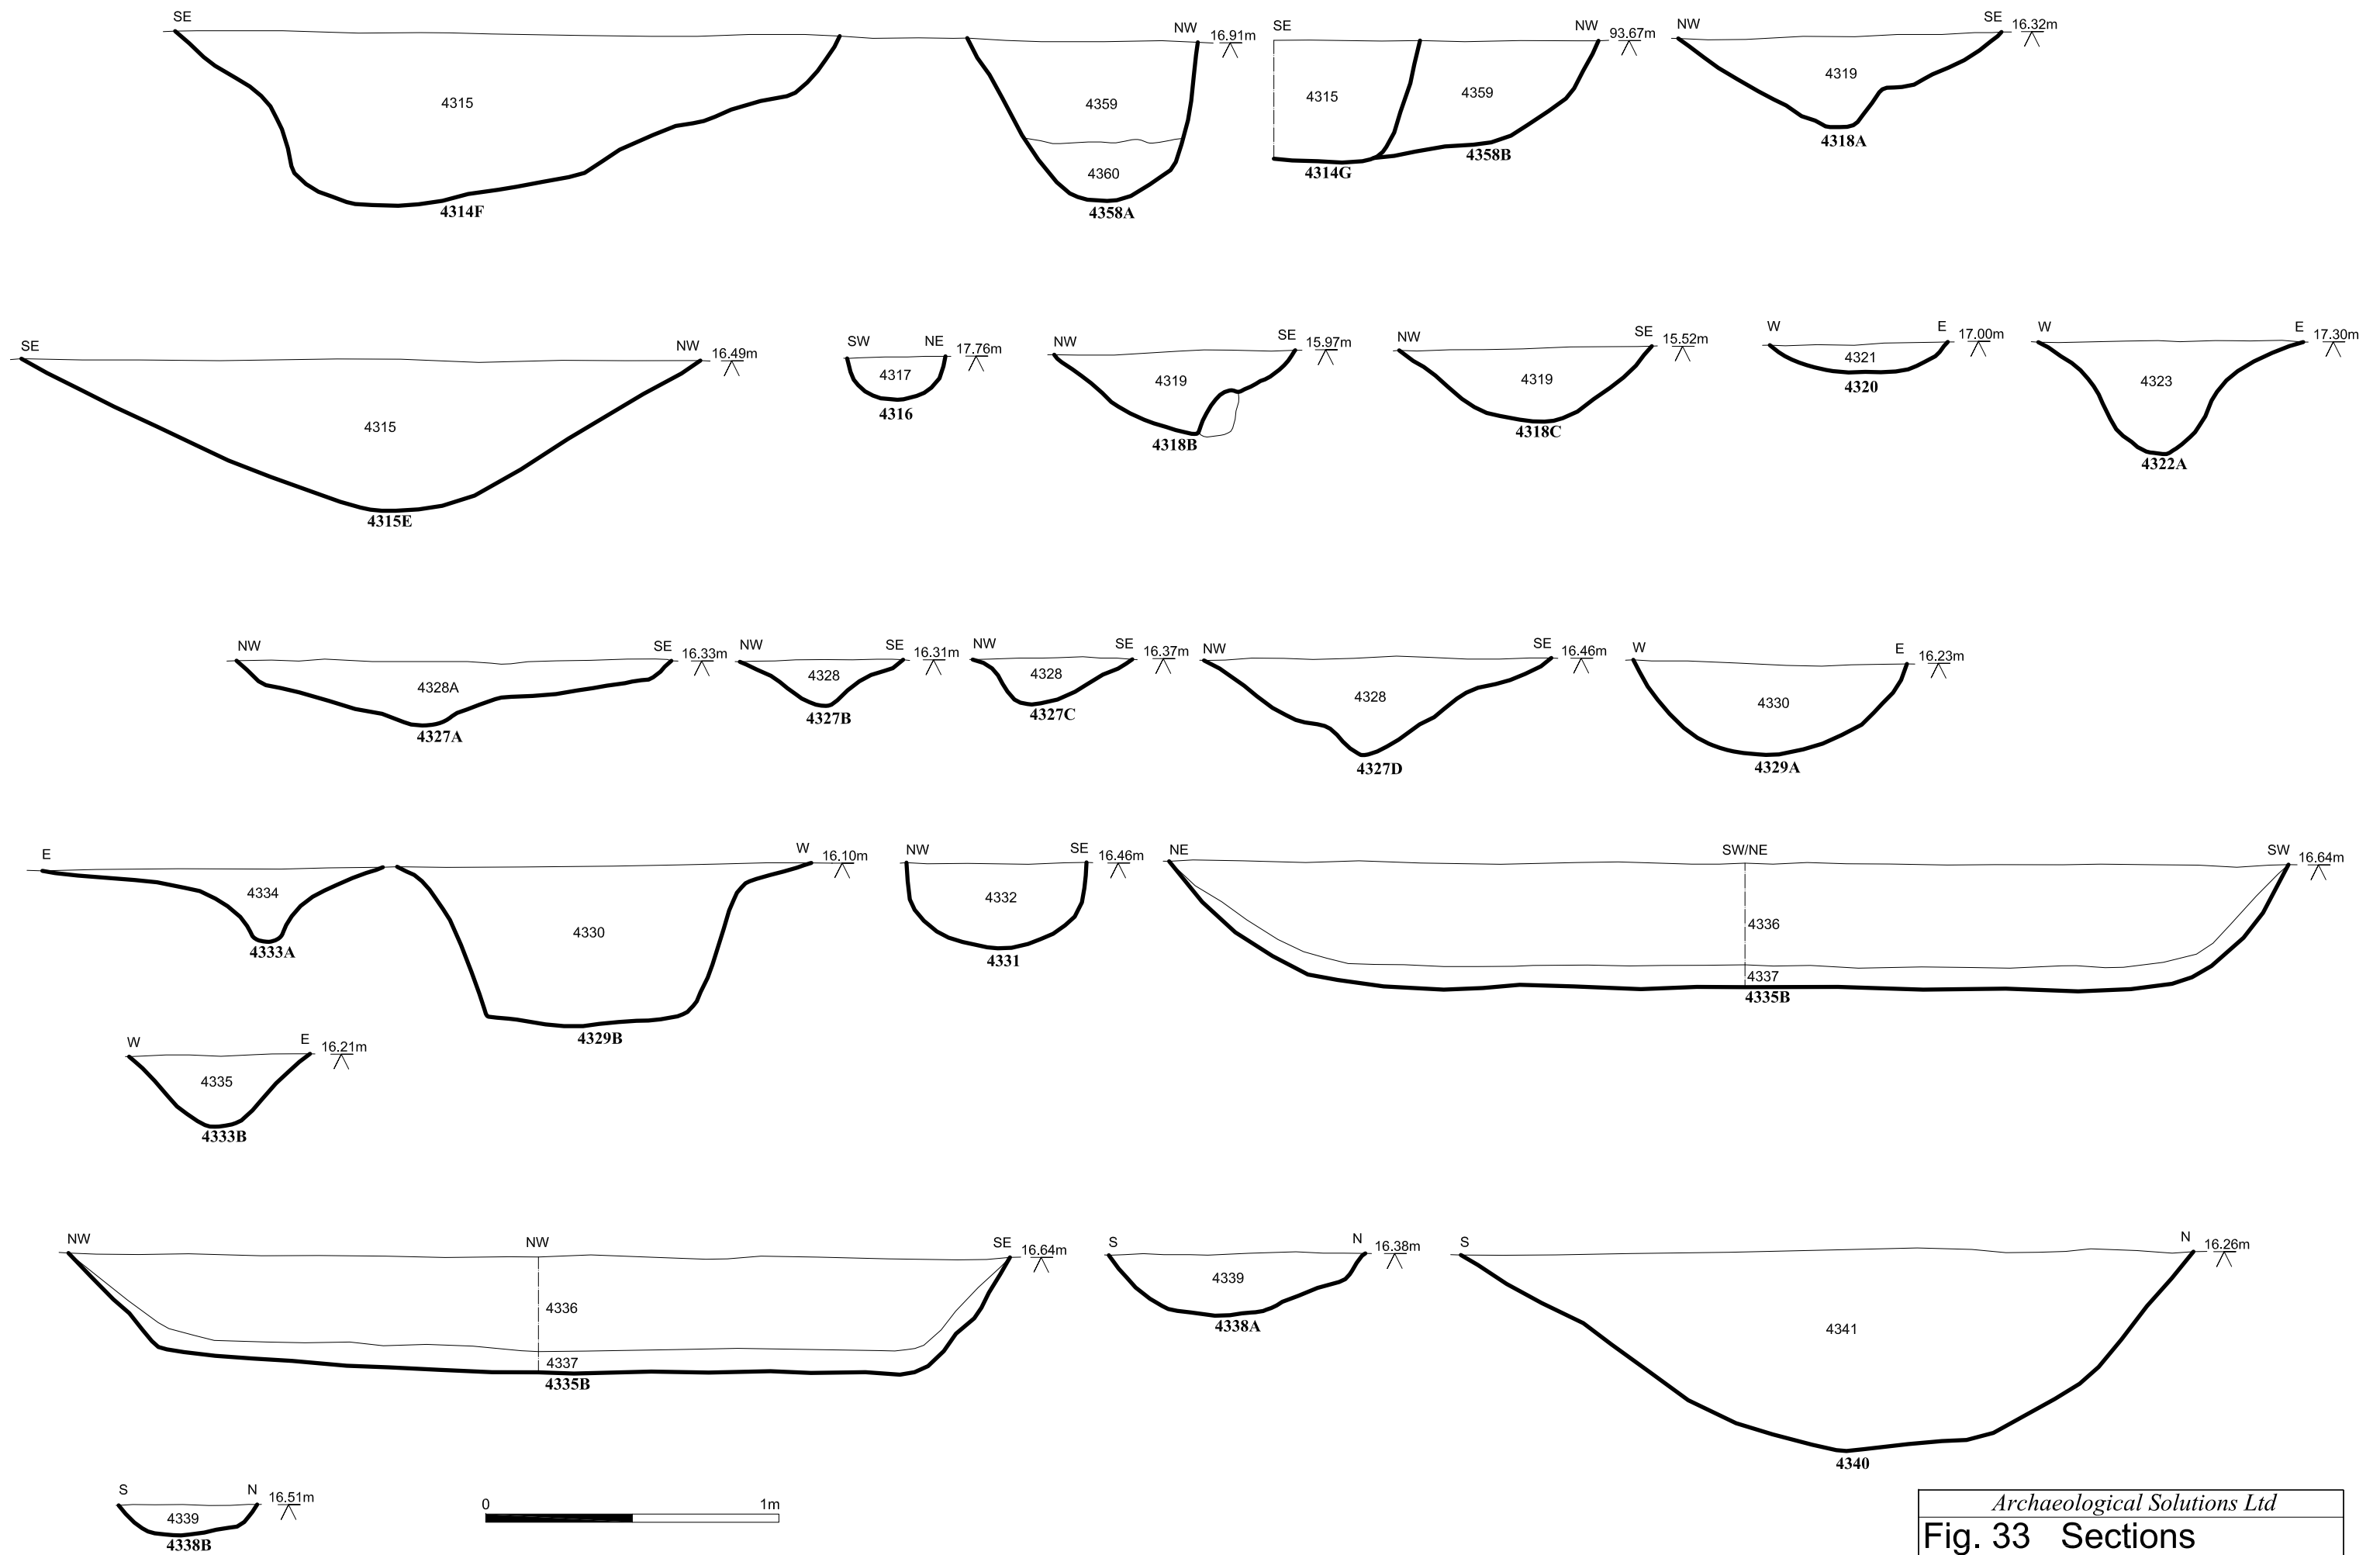 SE
NW
16.91m
4315
4359
4360
4314F
4358A
SE
NW
93.67m
4315
4359
4314G
4358B
NW
SE
16.32m
4319
4318A
SE
NW
16.49m
4315
4315E
SW
NE
17.76m
4317
4316
NW
SE
15.97m
4319
4318B
NW
SE
15.52m
4319
4318C
W
E
17.00m
4321
4320
W
E
17.30m
4323
4322A
NW
SE
16.33m
4328A
4327A
NW
SE
16.31m
4328
4327B
NW
SE
16.37m
4328
4327C
NW
SE
16.46m
4328
4327D
W
E
16.23m
4330
4329A
E
W
16.10m
4334
4330
4333A
4329B
NW
SE
16.46m
4332
4331
NE
SW/NE
SW
16.64m
4336
4337
4335B
W
E
16.21m
4335
4333B
NW
NW
SE
16.64m
4336
4337
4335B
S
N
16.38m
4339
4338A
S
N
16.26m
4341
4340
S
N
16.51m
4339
4338B
0
1m
Archaeological Solutions Ltd
Fig. 33 Sections